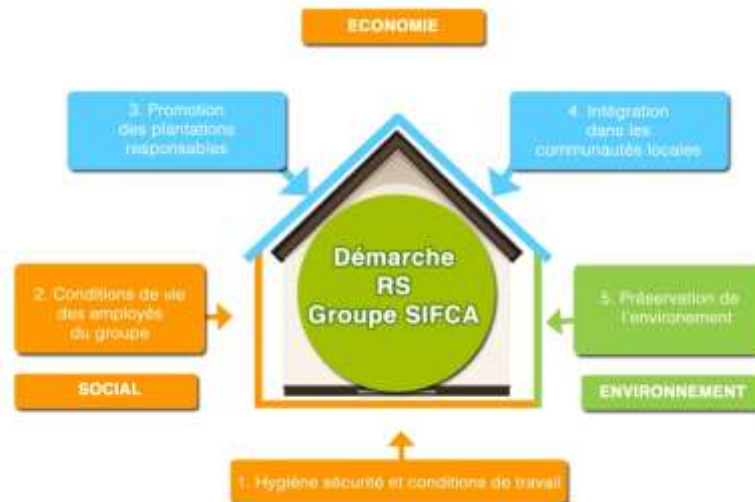 ECONOMIE
3. Promotion
des plantations
responsables
4. Intégration
dans les
communautés locales
Démarche
RS
Groupe SIFCA
2. Conditions de vie
des employés
du groupe
5. Préservation de
l'environement
SOCIAL
ENVIRONNEMENT
1. Hygiène sécurité et conditions de travail